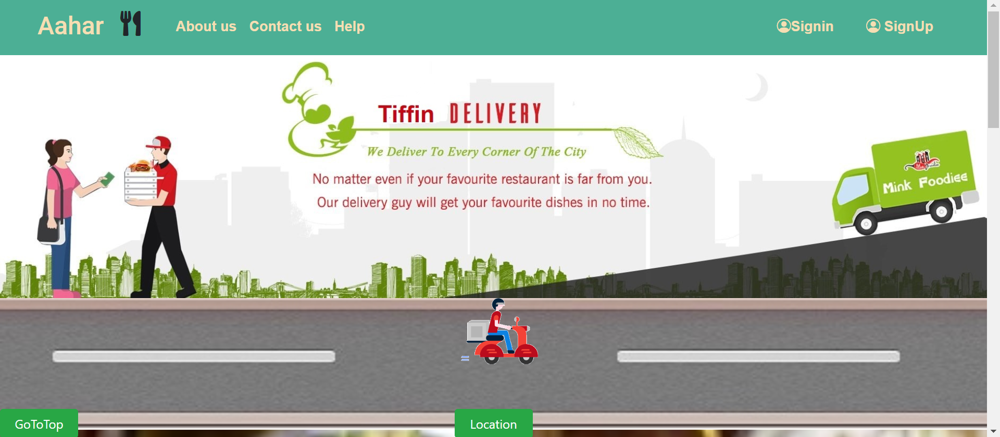 Aahar
About us Contact us Help
Signin
SignUp
Tiffin DELIVERY
We Deliver To Every Corner Of The City
No matter even if your favourite restaurant is far from you.
Our delivery guy will get your favourite dishes in no time.
Mink Foodiee
GoToTop
Location